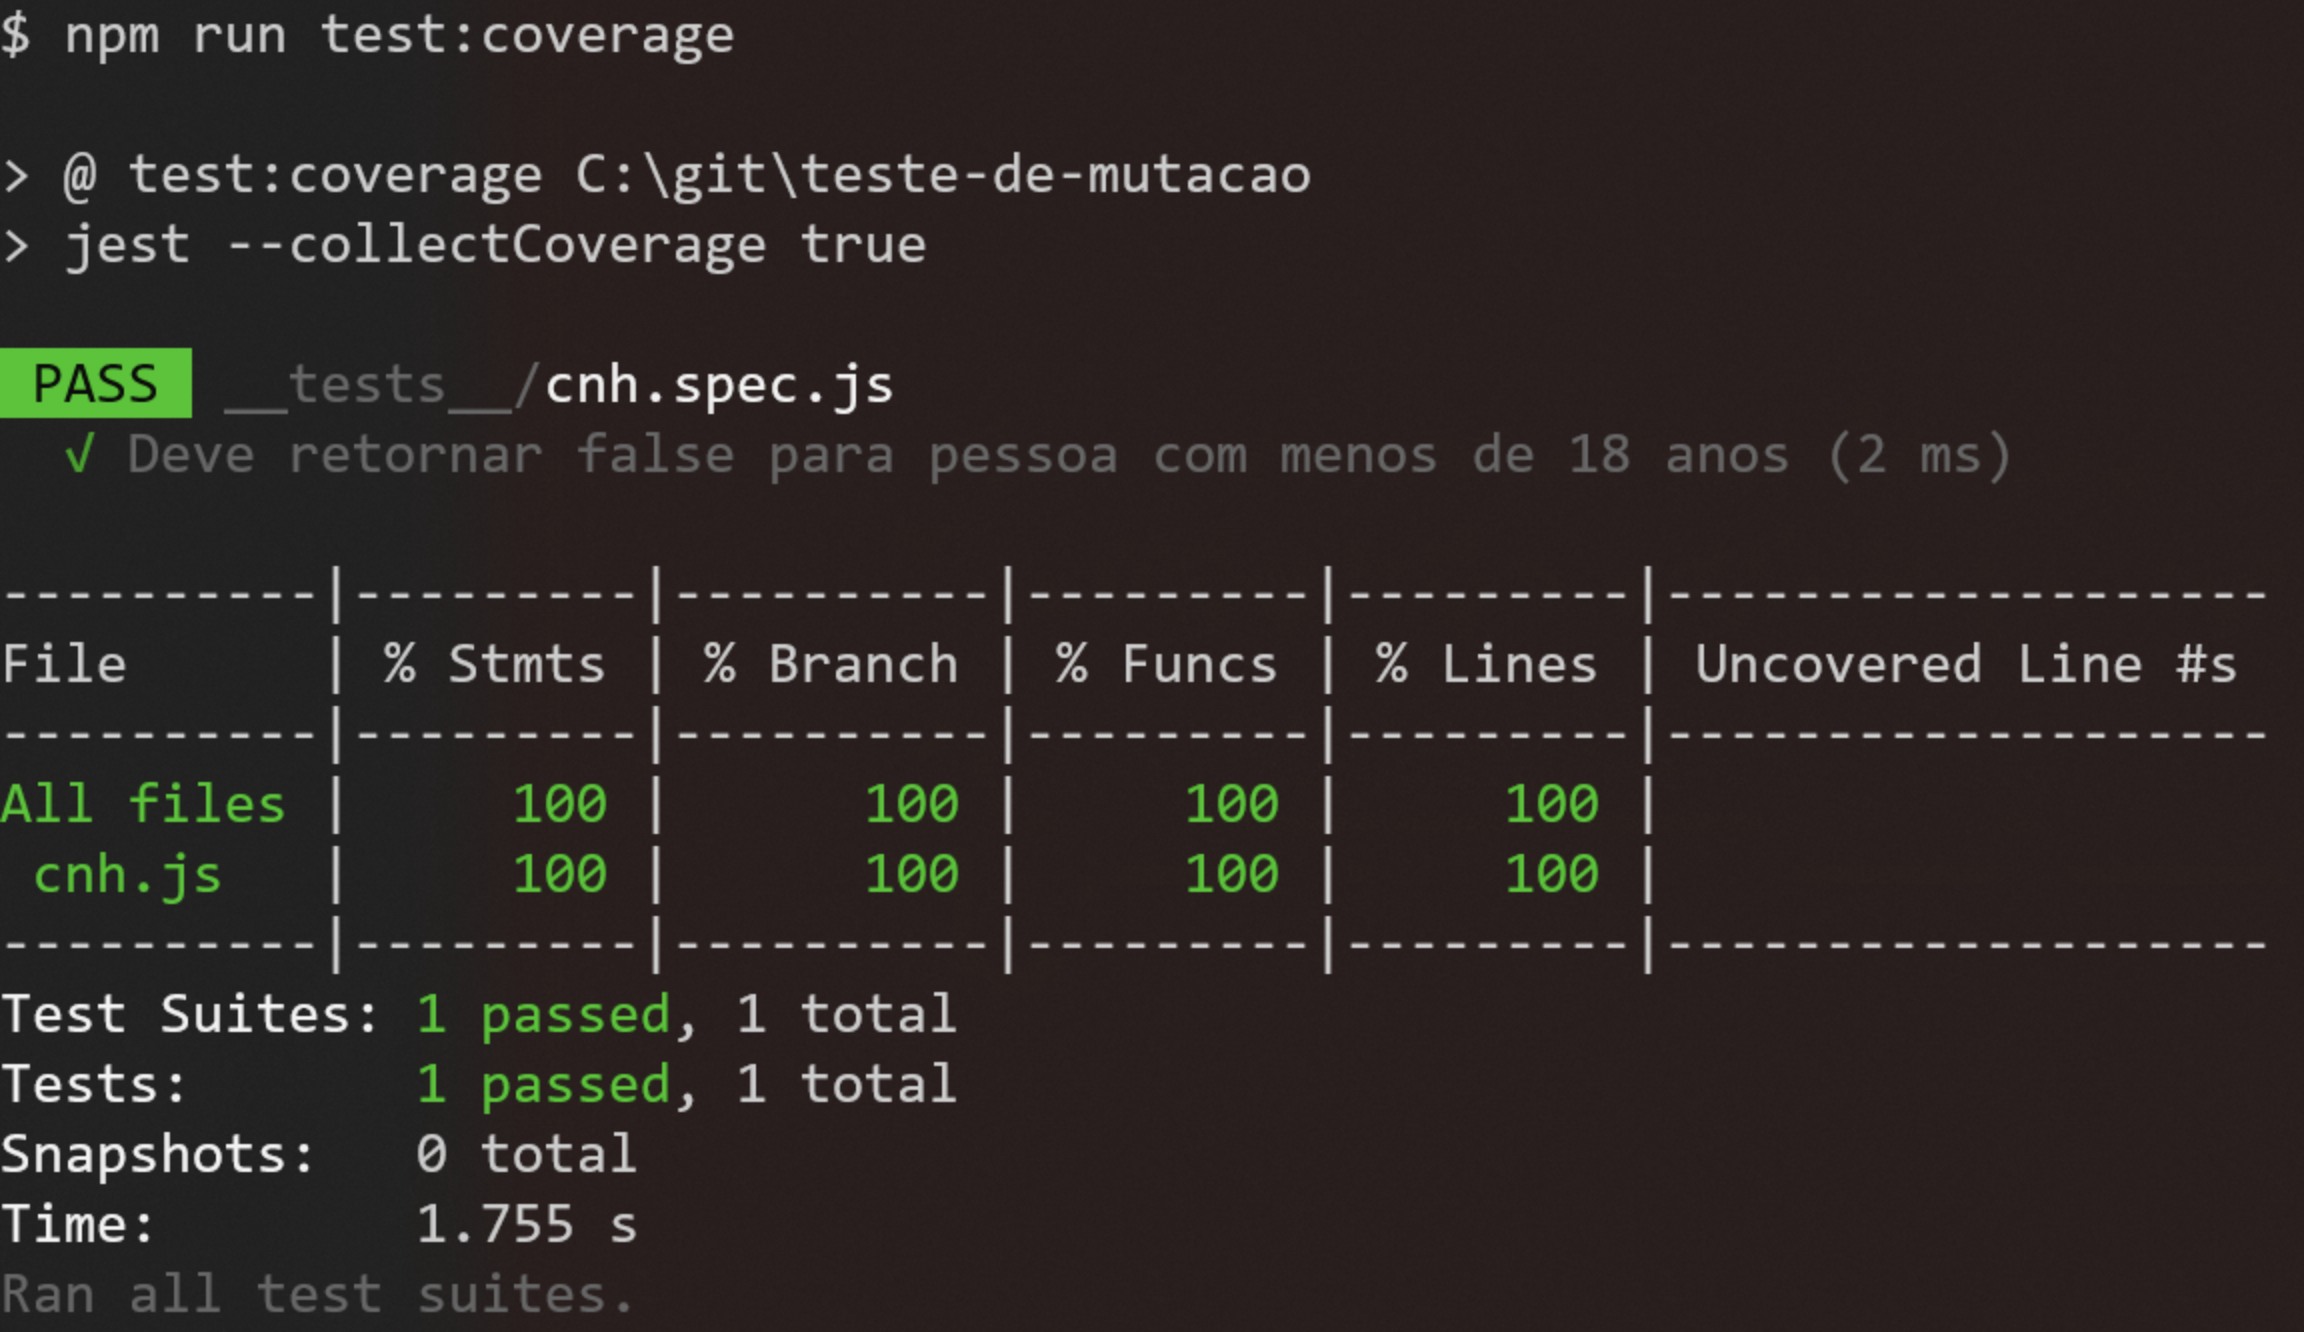 $ npm run test:coverage
> @ test:coverage C:\git\teste-de-mutacao
> jest --collectCoverage true
PASS __tests__/cnh.spec.js
√ Deve retornar false para pessoa com menos de 18 anos (2 ms)
----------|---------|----------|---------|---------|-------------------
File      | % Stmts | % Branch | % Funcs | % Lines | Uncovered Line #s
----------|---------|----------|---------|---------|-------------------
All files |     100 |      100 |     100 |     100 |
 cnh.js   |     100 |      100 |     100 |     100 |
----------|---------|----------|---------|---------|-------------------
Test Suites: 1 passed, 1 total
Tests:       1 passed, 1 total
Snapshots:   0 total
Time:        1.755 s
Ran all test suites.